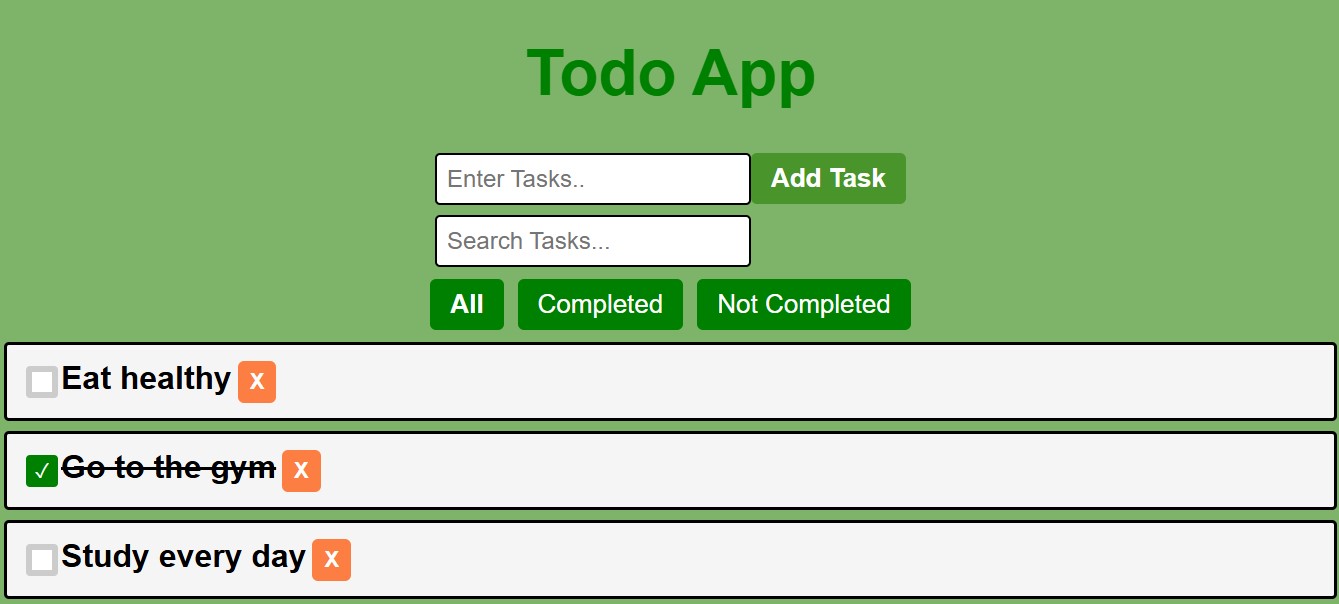 Todo App
Enter Tasks.. Add Task
Search Tasks...
All Completed Not Completed
Eat healthy X
✓ Go to the gym X
Study every day X